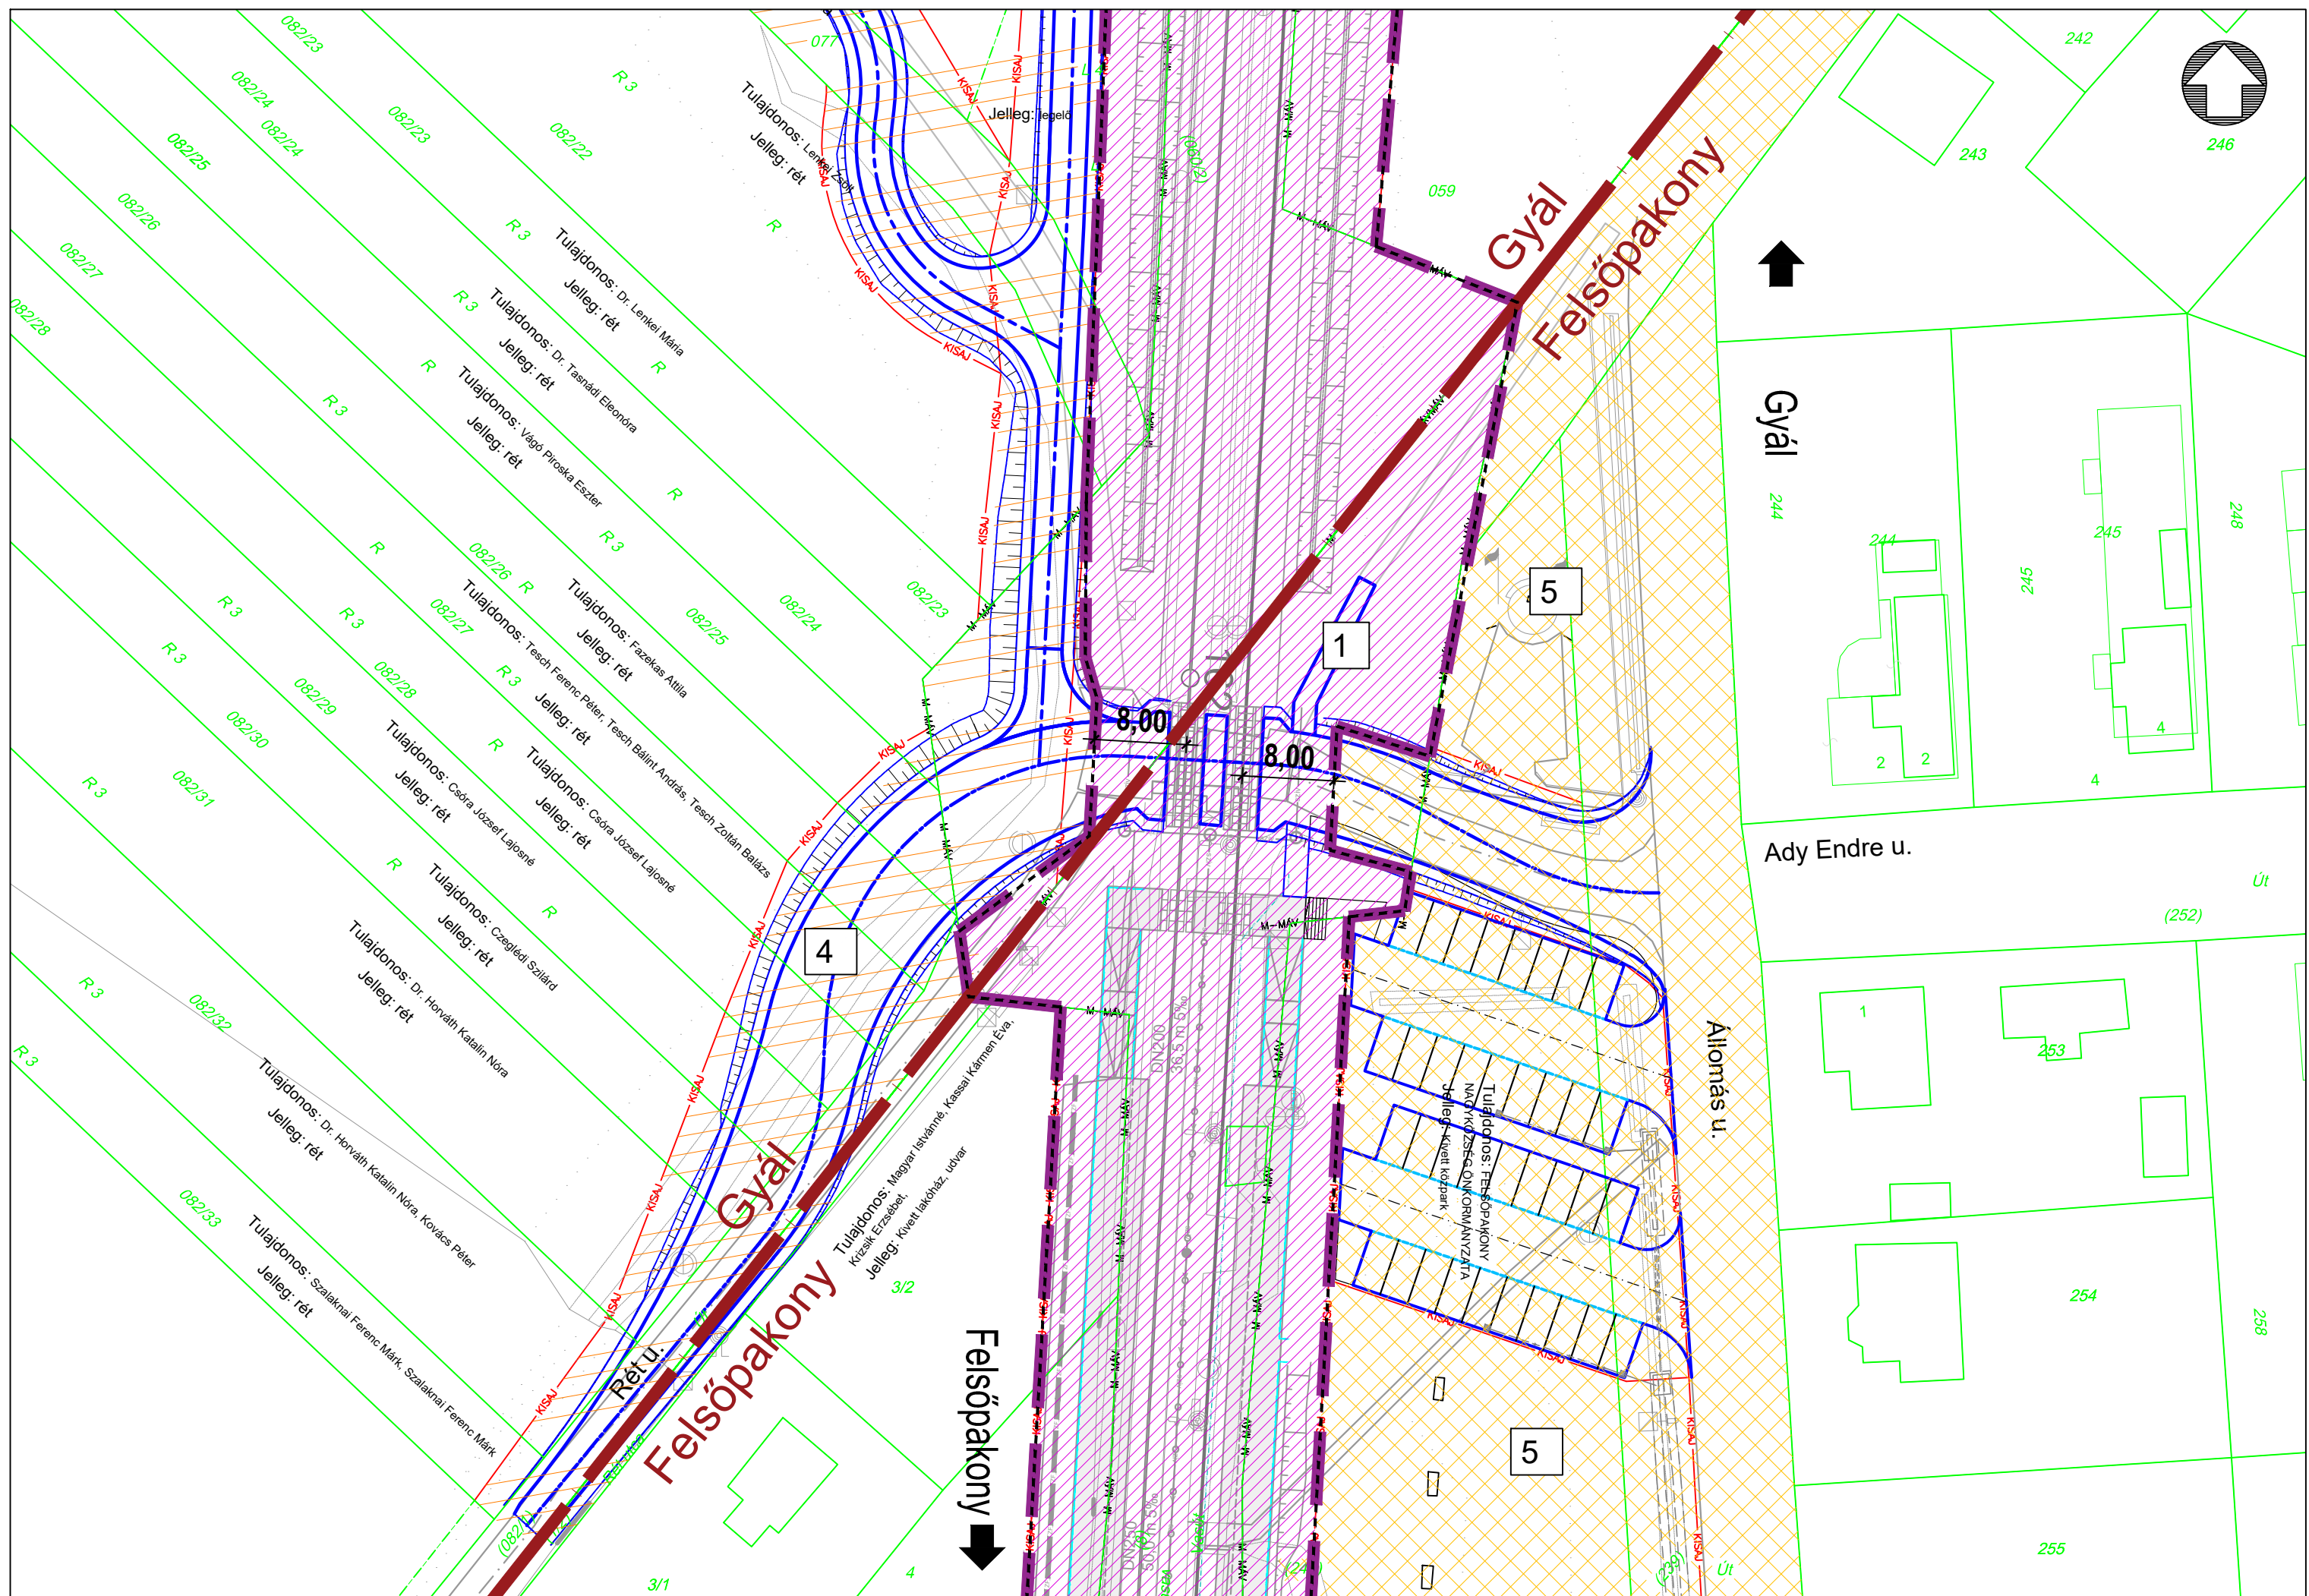 082/23
082/24
082/24
082/23
082/22
082/25
082/26
082/27
082/28
R 3
R
R 3
R 3
R
R 3
077
Tulajdonos: Lenkei Zsolt
Jelleg: rét
Jelleg: legelő
KISAJ
M-MÁV
059
Gyál
Felsőpakony
242
243
246
Gyál
244
244
245
245
248
Tulajdonos: Dr. Lenkei Mária
Jelleg: rét
Tulajdonos: Dr. Tasnádi Eleonóra
Jelleg: rét
Tulajdonos: Vágó Piroska Eszter
Jelleg: rét
Tulajdonos: Fazekas Attila
Jelleg: rét
Tulajdonos: Tesch Ferenc Péter, Tesch Bálint András, Tesch Zoltán Balázs
Jelleg: rét
Tulajdonos: Csóra József Lajosné
Jelleg: rét
Tulajdonos: Csóra József Lajosné
Jelleg: rét
Tulajdonos: Czeglédi Szilárd
Jelleg: rét
Tulajdonos: Dr. Horváth Katalin Nóra
Jelleg: rét
Tulajdonos: Dr. Horváth Katalin Nóra, Kovács Péter
Jelleg: rét
Tulajdonos: Szalaknai Ferenc Márk, Szalaknai Ferenc Márk
Jelleg: rét
082/23
082/24
082/25
082/26
082/27
082/28
082/29
082/30
082/31
082/32
082/33
R 3
R
5
1
8,00
8,00
4
2
2
4
4
Ady Endre u.
Út
(252)
1
253
Állomás u.
DN200
36.5 m 5‰
Tulajdonos: FELSŐPAKONY
NAGYKÖZSÉG ÖNKORMÁNYZATA
Jelleg: Kivett közpark
Gyál
Felsőpakony
Tulajdonos: Magyar Istvánné, Kassai Kármen Éva,
Krizsik Erzsébet,
Jelleg: Kivett lakóház, udvar
3/2
Rét u.
Felsőpakony
254
258
5
DN250
3/1
4
(239)
Út
255